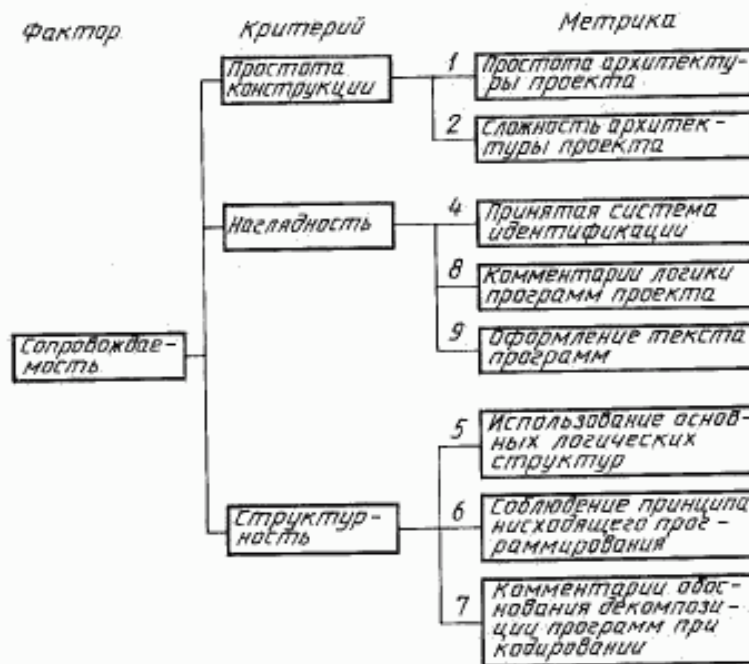 Фактор
Критерий
Метрика
Простота
конструкции
1
Простота архитекту-
ры проекта
2
Сложность архитек-
туры проекта
Наглядность
4
Принятая система
идентификации
8
Комментарии логики
программ проекта
9
Оформление текста
программ
Сопровождае-
мость
Структур-
ность
5
Использование основ-
ных логических
структур
6
Соблюдение принципа
нисходящего прог-
раммирования
7
Комментарии обос-
нования декомпози-
ции программ при
кодировании